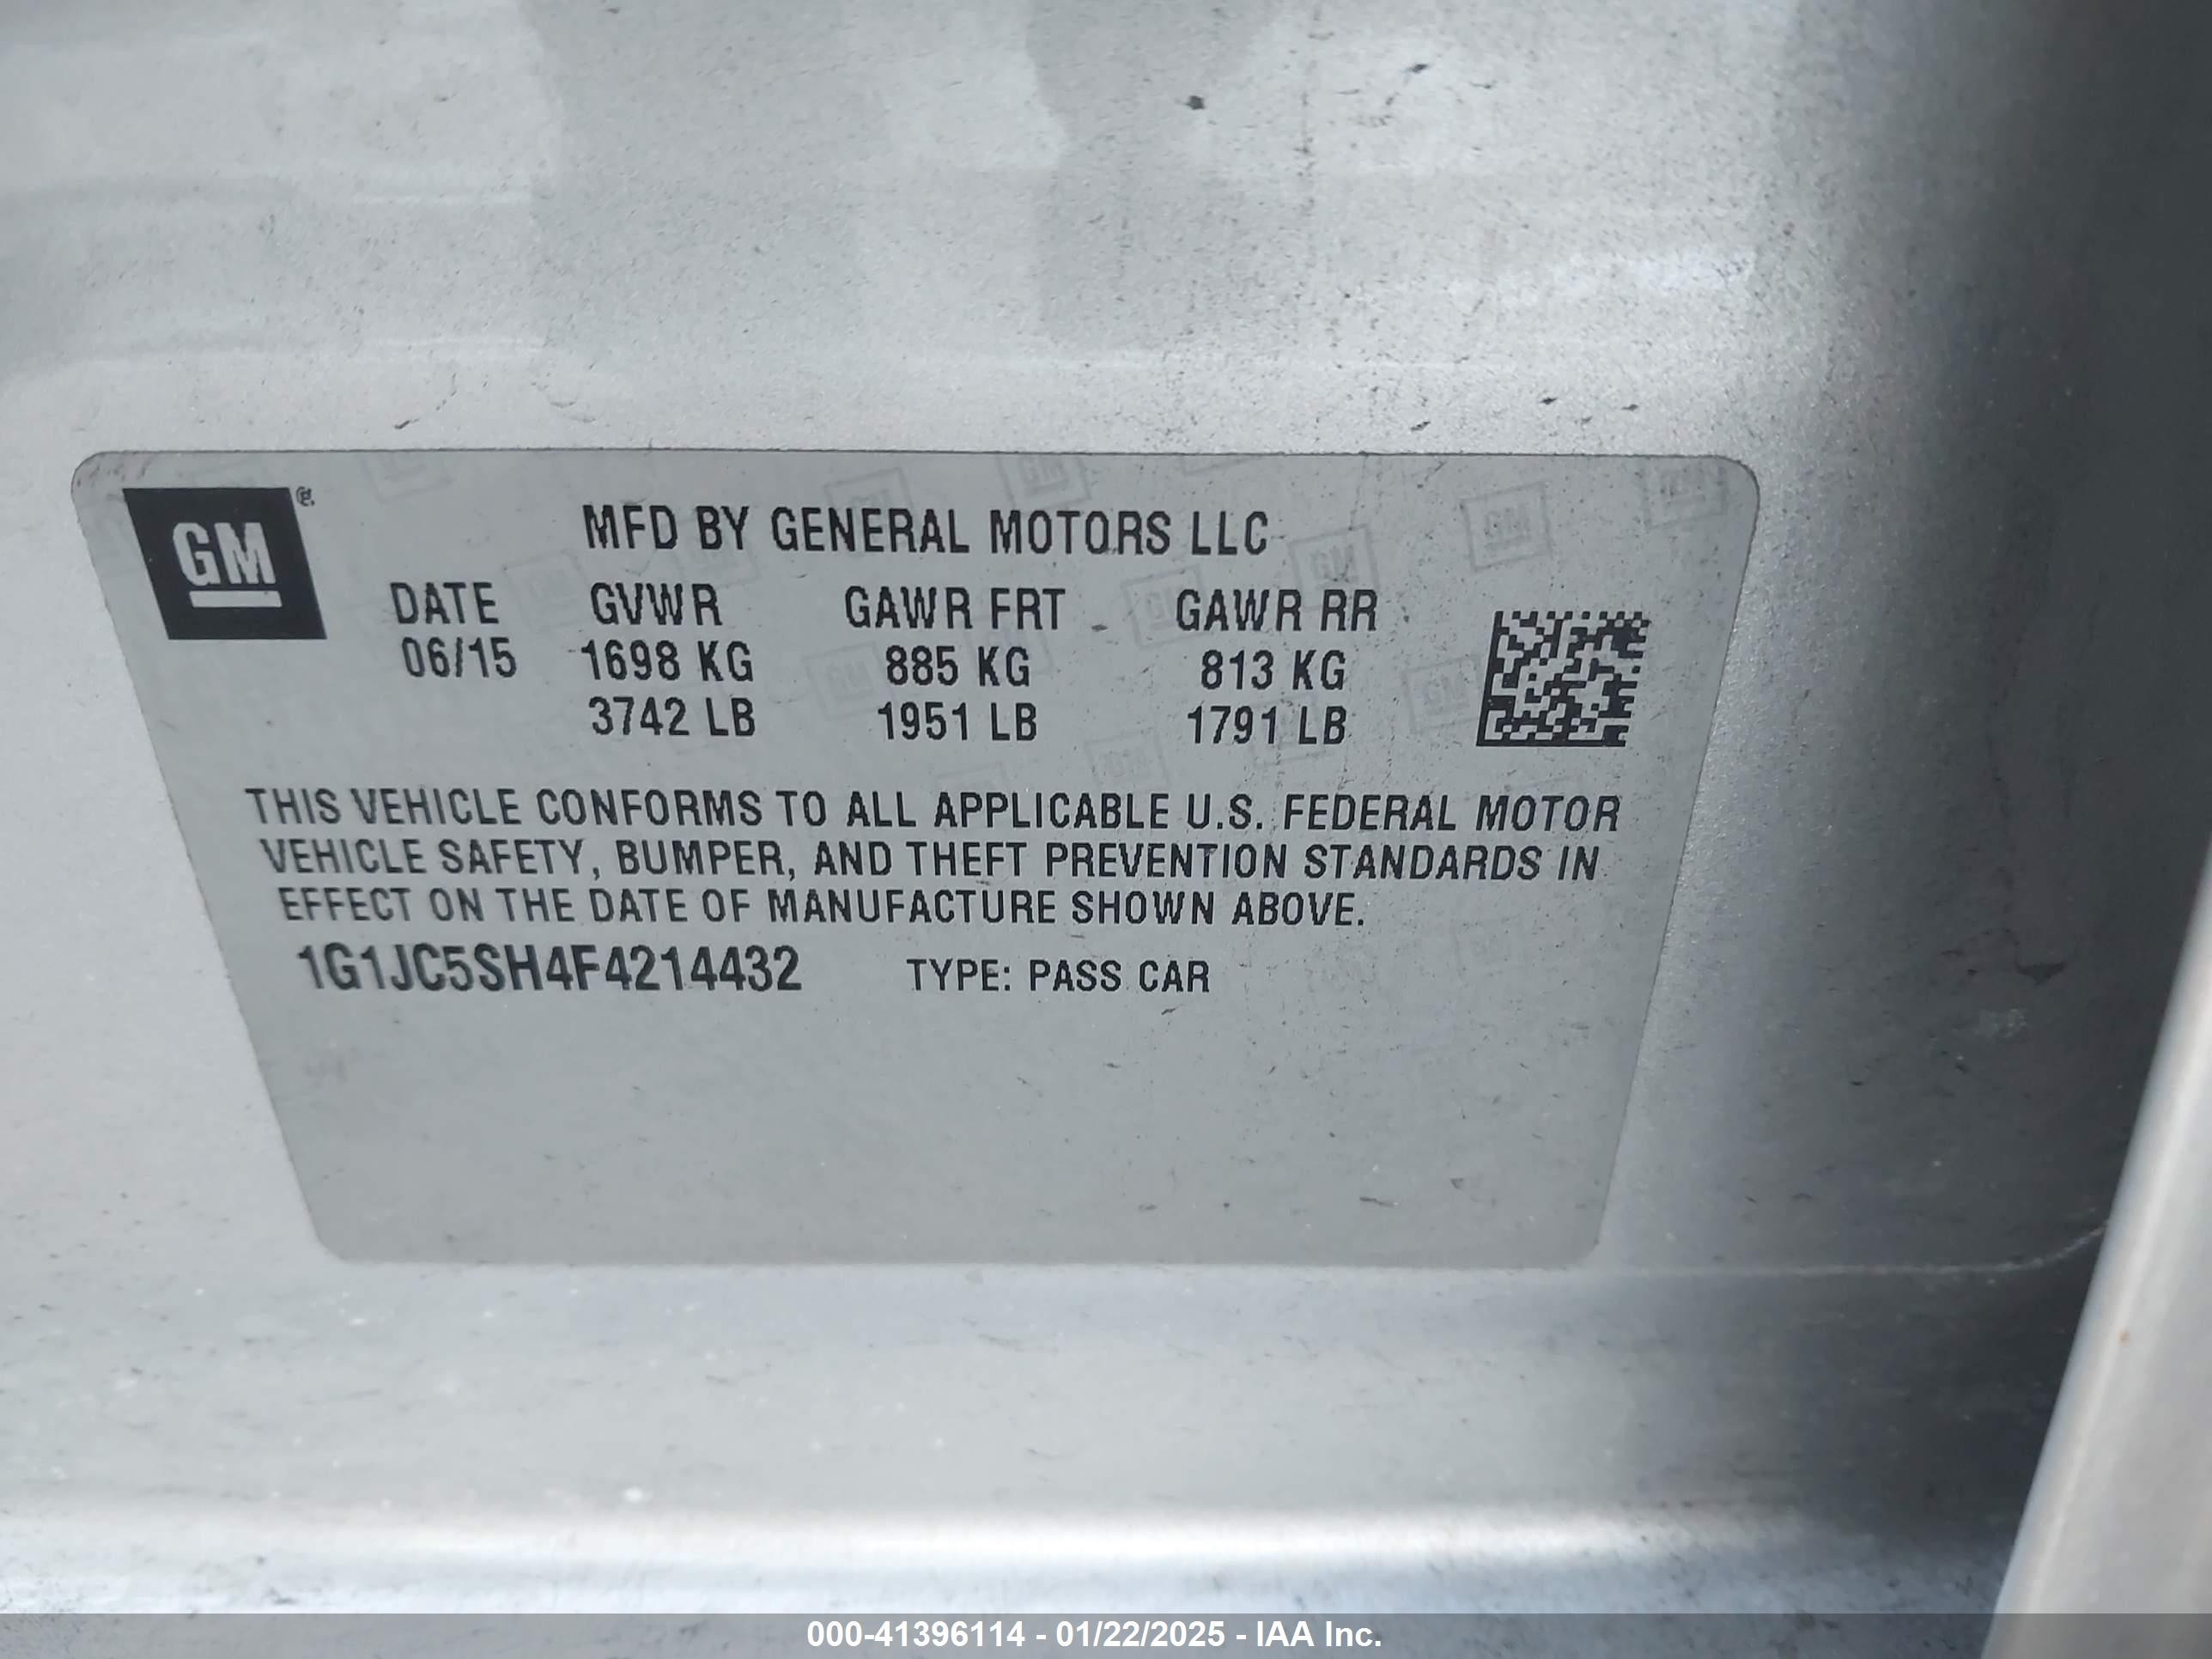 GM
MFD BY GENERAL MOTORS LLC
DATE GVWR GAWR FRT GAWR RR
06/15 1698 KG 885 KG 813 KG
3742 LB 1951 LB 1791 LB
THIS VEHICLE CONFORMS TO ALL APPLICABLE U.S. FEDERAL MOTOR
VEHICLE SAFETY, BUMPER, AND THEFT PREVENTION STANDARDS IN
EFFECT ON THE DATE OF MANUFACTURE SHOWN ABOVE.
1G1JC5SH4F4214432 TYPE: PASS CAR
000-41396114 - 01/22/2025 - IAA Inc.